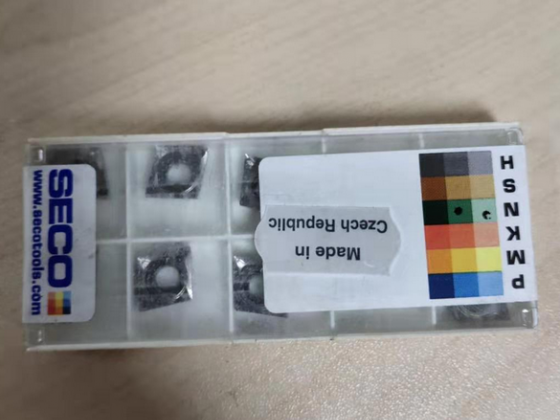 SECO
www.secotools.com
Made in
Czech Republic
P M K N S H